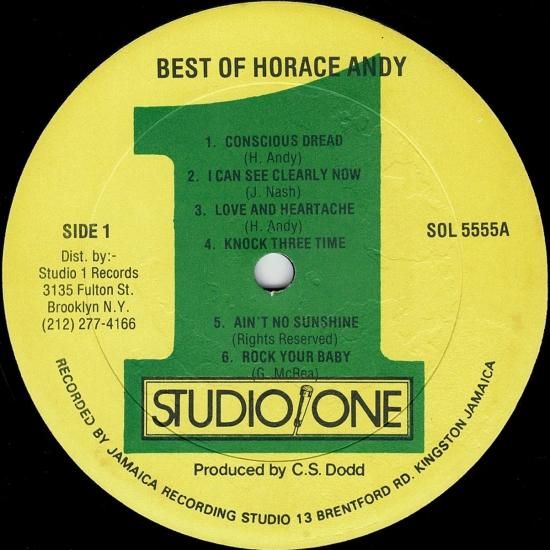 BEST OF HORACE ANDY
1. CONSCIOUS DREAD
(H. Andy)
2. I CAN SEE CLEARLY NOW
(J. Nash)
3. LOVE AND HEARTACHE
(H. Andy)
4. KNOCK THREE TIME
SIDE 1
SOL 5555A
Dist. by:-
Studio 1 Records
3135 Fulton St.
Brooklyn N.Y.
(212) 277-4166
5. AIN'T NO SUNSHINE
(Rights Reserved)
6. ROCK YOUR BABY
(G. McRea)
STUDIO ONE
Produced by C.S. Dodd
RECORDED BY JAMAICA RECORDING STUDIO 13 BRENTFORD RD. KINGSTON JAMAICA